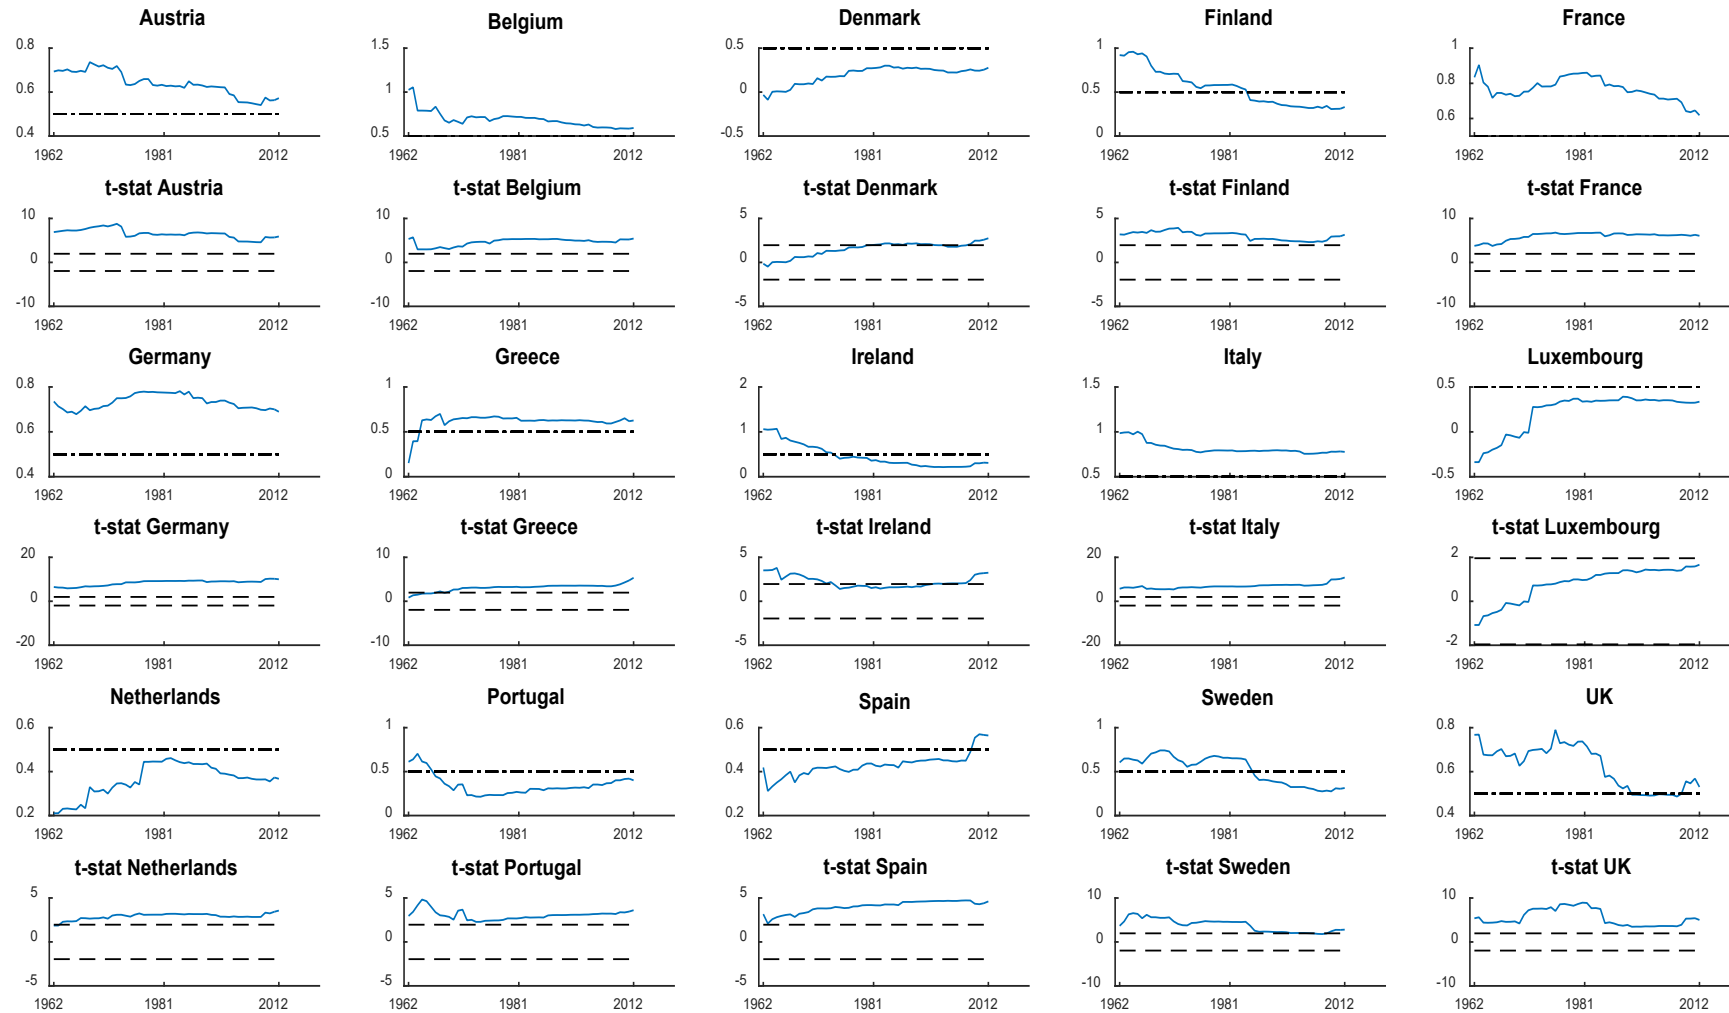 Austria Belgium Denmark Finland France
0.8 1.5 0.5 1 1
0.6 1 0 0.5 0.8
0.4 0.5 -0.5 0 0.6
1962 1981 2012 1962 1981 2012 1962 1981 2012 1962 1981 2012 1962 1981 2012
t-stat Austria t-stat Belgium t-stat Denmark t-stat Finland t-stat France
10 10 5 5 10
0 0 0 0 0
-10 -10 -5 -5 -10
1962 1981 2012 1962 1981 2012 1962 1981 2012 1962 1981 2012 1962 1981 2012
Germany Greece Ireland Italy Luxembourg
0.8 1 2 1.5 0.5
0.6 0.5 1 1 0
0.4 0 0 0.5 -0.5
1962 1981 2012 1962 1981 2012 1962 1981 2012 1962 1981 2012 1962 1981 2012
t-stat Germany t-stat Greece t-stat Ireland t-stat Italy t-stat Luxembourg
20 10 5 20 2
0 0 0 0 0
-20 -10 -5 -20 -2
1962 1981 2012 1962 1981 2012 1962 1981 2012 1962 1981 2012 1962 1981 2012
Netherlands Portugal Spain Sweden UK
0.6 1 0.6 1 0.8
0.4 0.5 0.4 0.5 0.6
0.2 0 0.2 0 0.4
1962 1981 2012 1962 1981 2012 1962 1981 2012 1962 1981 2012 1962 1981 2012
t-stat Netherlands t-stat Portugal t-stat Spain t-stat Sweden t-stat UK
5 5 5 10 10
0 0 0 0 0
-5 -5 -5 -10 -10
1962 1981 2012 1962 1981 2012 1962 1981 2012 1962 1981 2012 1962 1981 2012